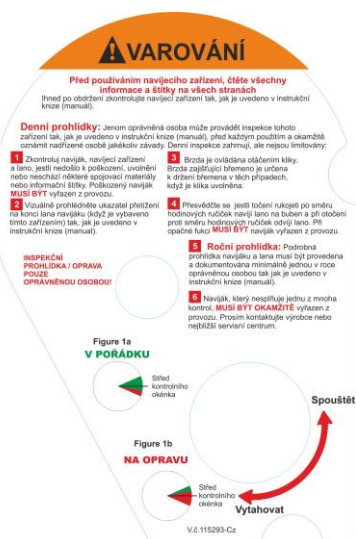 VAROVÁNÍ
Před používáním navíjecího zařízení, čtěte všechny
informace a štítky na všech stranách
Ihned po obdržení zkontrolujte navíjecí zařízení tak, jak je uvedeno v instrukční
knize (manuál).
Denní prohlídky: Jenom oprávněná osoba může provádět inspekce tohoto
zařízení tak, jak je uvedeno v instrukční knize (manuál), před každým použitím a okamžitě
oznámit nadřízené osobě jakékoliv závady. Denní inspekce zahrnují, ale nejsou limitovány:
1 Zkontroluj naviják, navíjecí zařízení
a lano, jestli nedošlo k poškození, uvolnění
nebo neschází některé spojovací materiály
nebo informační štítky. Poškozený naviják
MUSÍ BÝT vyřazen z provozu.
2 Vizuálně prohlédněte ukazatel přetížení
na konci lana navijáku (když je vybaveno
tímto zařízením) tak, jak je uvedeno v
instrukční knize (manual).
3 Brzda je ovládána otáčením kliky.
Brzda zajišťující břemeno je určena
k držení břemena v těch případech,
když je klika uvolněna.
4 Přesvědčte se jestli točení rukojeti po směru
hodinových ručiček navíjí lano na buben a při otočení
proti směru hodinových ručiček odvíjí lano. Při
opačné fukci MUSÍ BÝT naviják vyřazen z provozu.
5 Roční prohlídka: Podrobná
prohlídka navijáku a lana musí být provedena
a dokumentována minimálně jednou v roce
oprávněnou osobou tak jak je uvedeno v
instrukční knize (manuál).
6 Naviják, který nesplňuje jednu z mnoha
kontrol, MUSÍ BÝT OKAMŽITĚ vyřazen z
provozu. Prosím kontaktujte výrobce nebo
nejbližší servisní centrum.
INSPEKČNÍ
PROHLÍDKA / OPRAVA
POUZE
OPRÁVNĚNOU OSOBOU!
Figure 1a
V POŘÁDKU
Střed
kontrolního
okénka
Figure 1b
NA OPRAVU
Střed
kontrolního
okénka
Spouštět
Vytahovat
V.č.115293-Cz